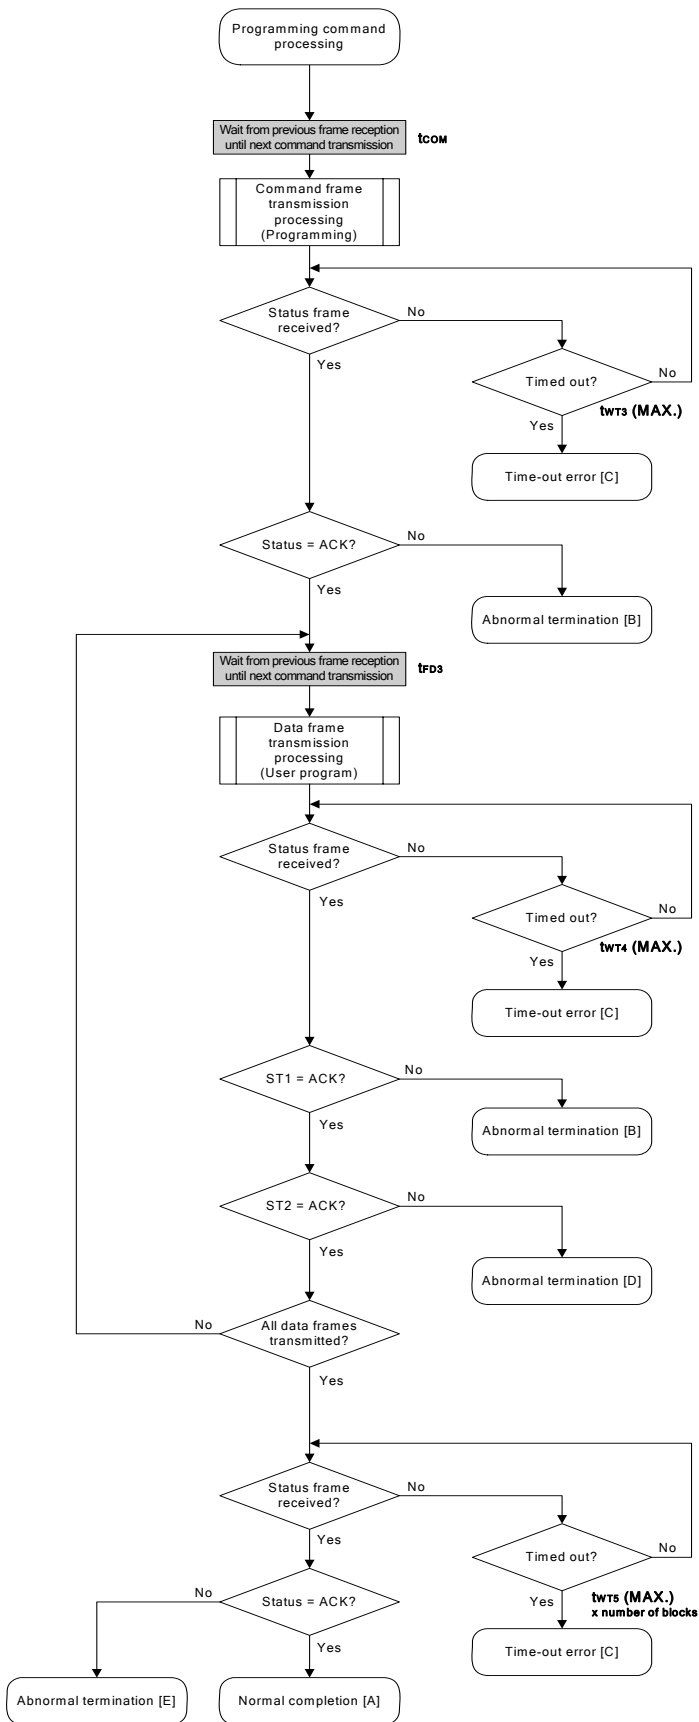 Programming command
processing
Wait from previous frame reception
until next command transmission
tCOM
Command frame
transmission
processing
(Programming)
Status frame
received?
No
Yes
Timed out?
No
tWT3 (MAX.)
Yes
Time-out error [C]
Status = ACK?
No
Yes
Abnormal termination [B]
Wait from previous frame reception
until next command transmission
tFD3
Data frame
transmission
processing
(User program)
Status frame
received?
No
Yes
Timed out?
No
tWT4 (MAX.)
Yes
Time-out error [C]
ST1 = ACK?
No
Yes
Abnormal termination [B]
ST2 = ACK?
No
Yes
Abnormal termination [D]
All data frames
transmitted?
No
Yes
Status frame
received?
No
Yes
Timed out?
No
tWT5 (MAX.)
x number of blocks
Yes
Time-out error [C]
Status = ACK?
No
Yes
Abnormal termination [E]
Normal completion [A]